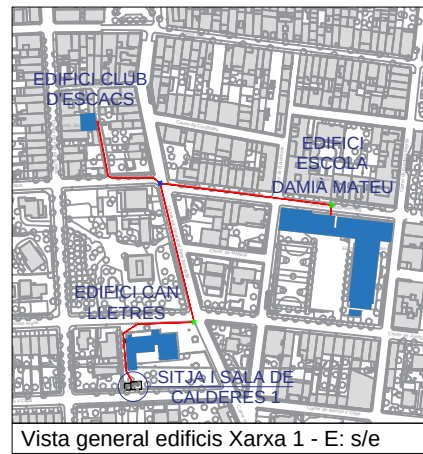 EDIFICI CLUB
D'ESCACS
EDIFICI
ESCOLA
DAMIÀ MATEU
EDIFICI CAN
LLETRES
SITJA I SALA DE
CALDERES 1
Vista general edificis Xarxa 1 - E: s/e